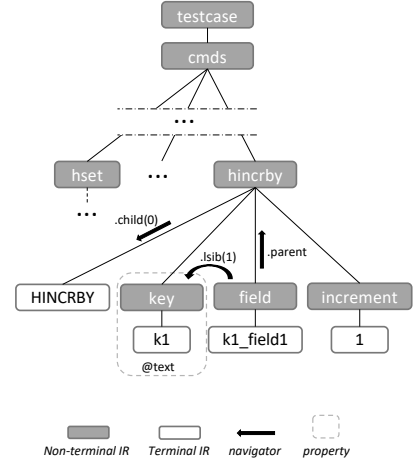 testcase
cmds
...
hset ... hincrby
...
.child(0) .lsib(1) .parent
HINCRBY key field increment
k1 k1_field1 1
@text
Non-terminal IR Terminal IR navigator property